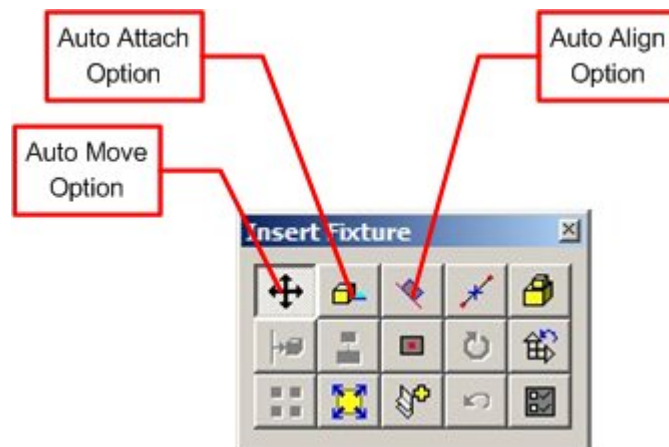 Auto Attach
Option
Auto Align
Option
Auto Move
Option
Insert Fixture